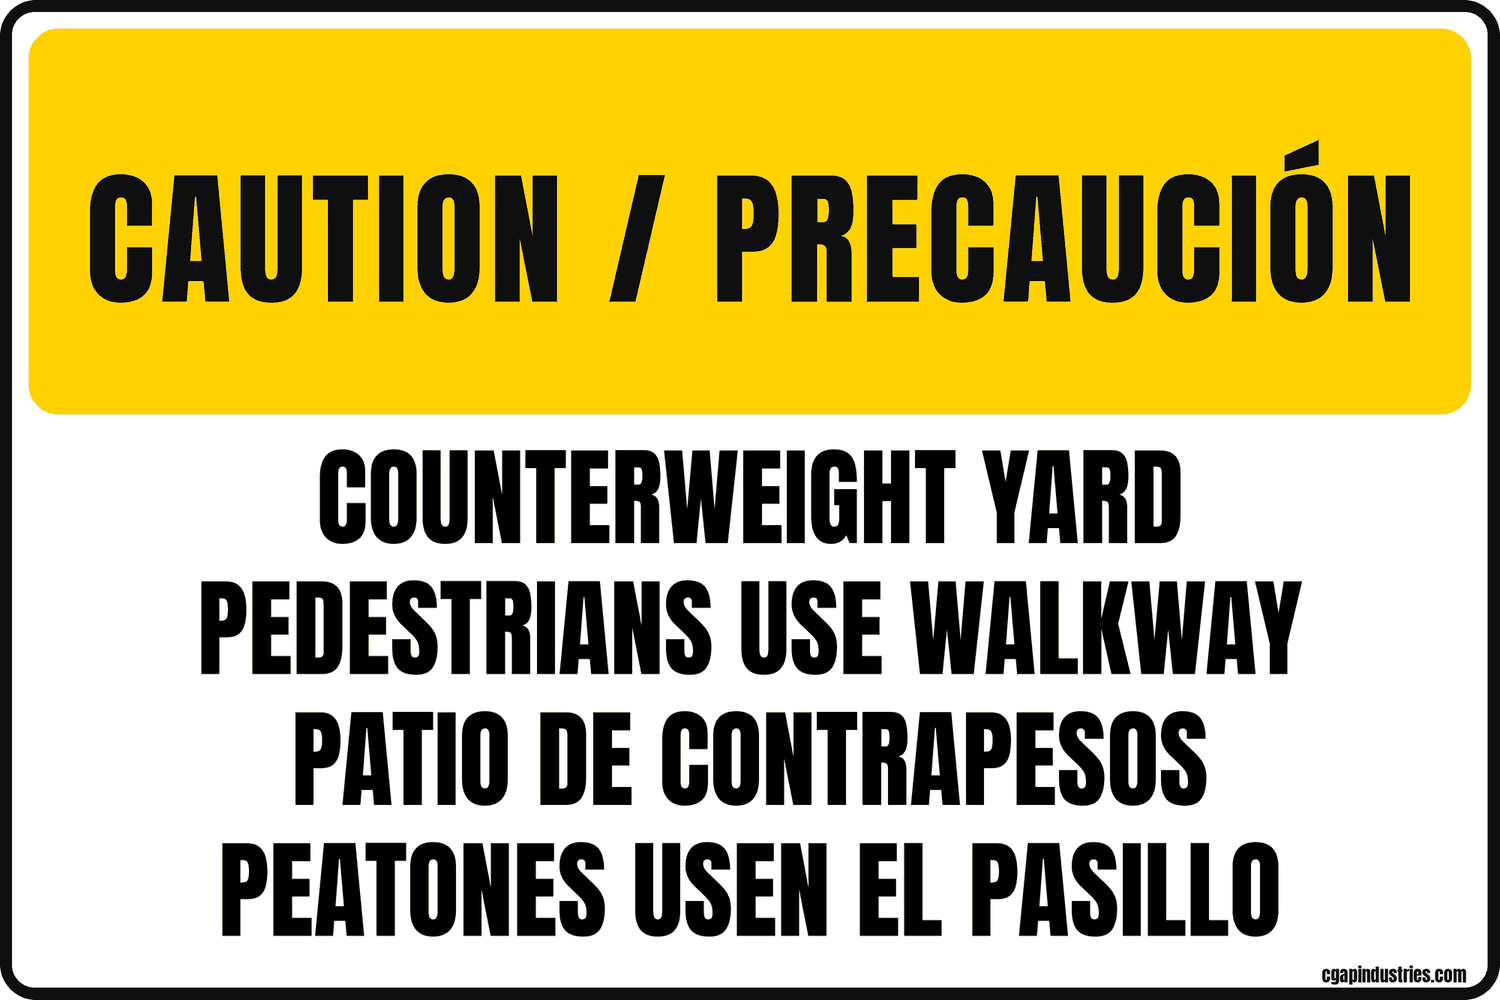 CAUTION / PRECAUCIÓN
COUNTERWEIGHT YARD
PEDESTRIANS USE WALKWAY
PATIO DE CONTRAPESOS
PEATONES USEN EL PASILLO
cgapindustries.com